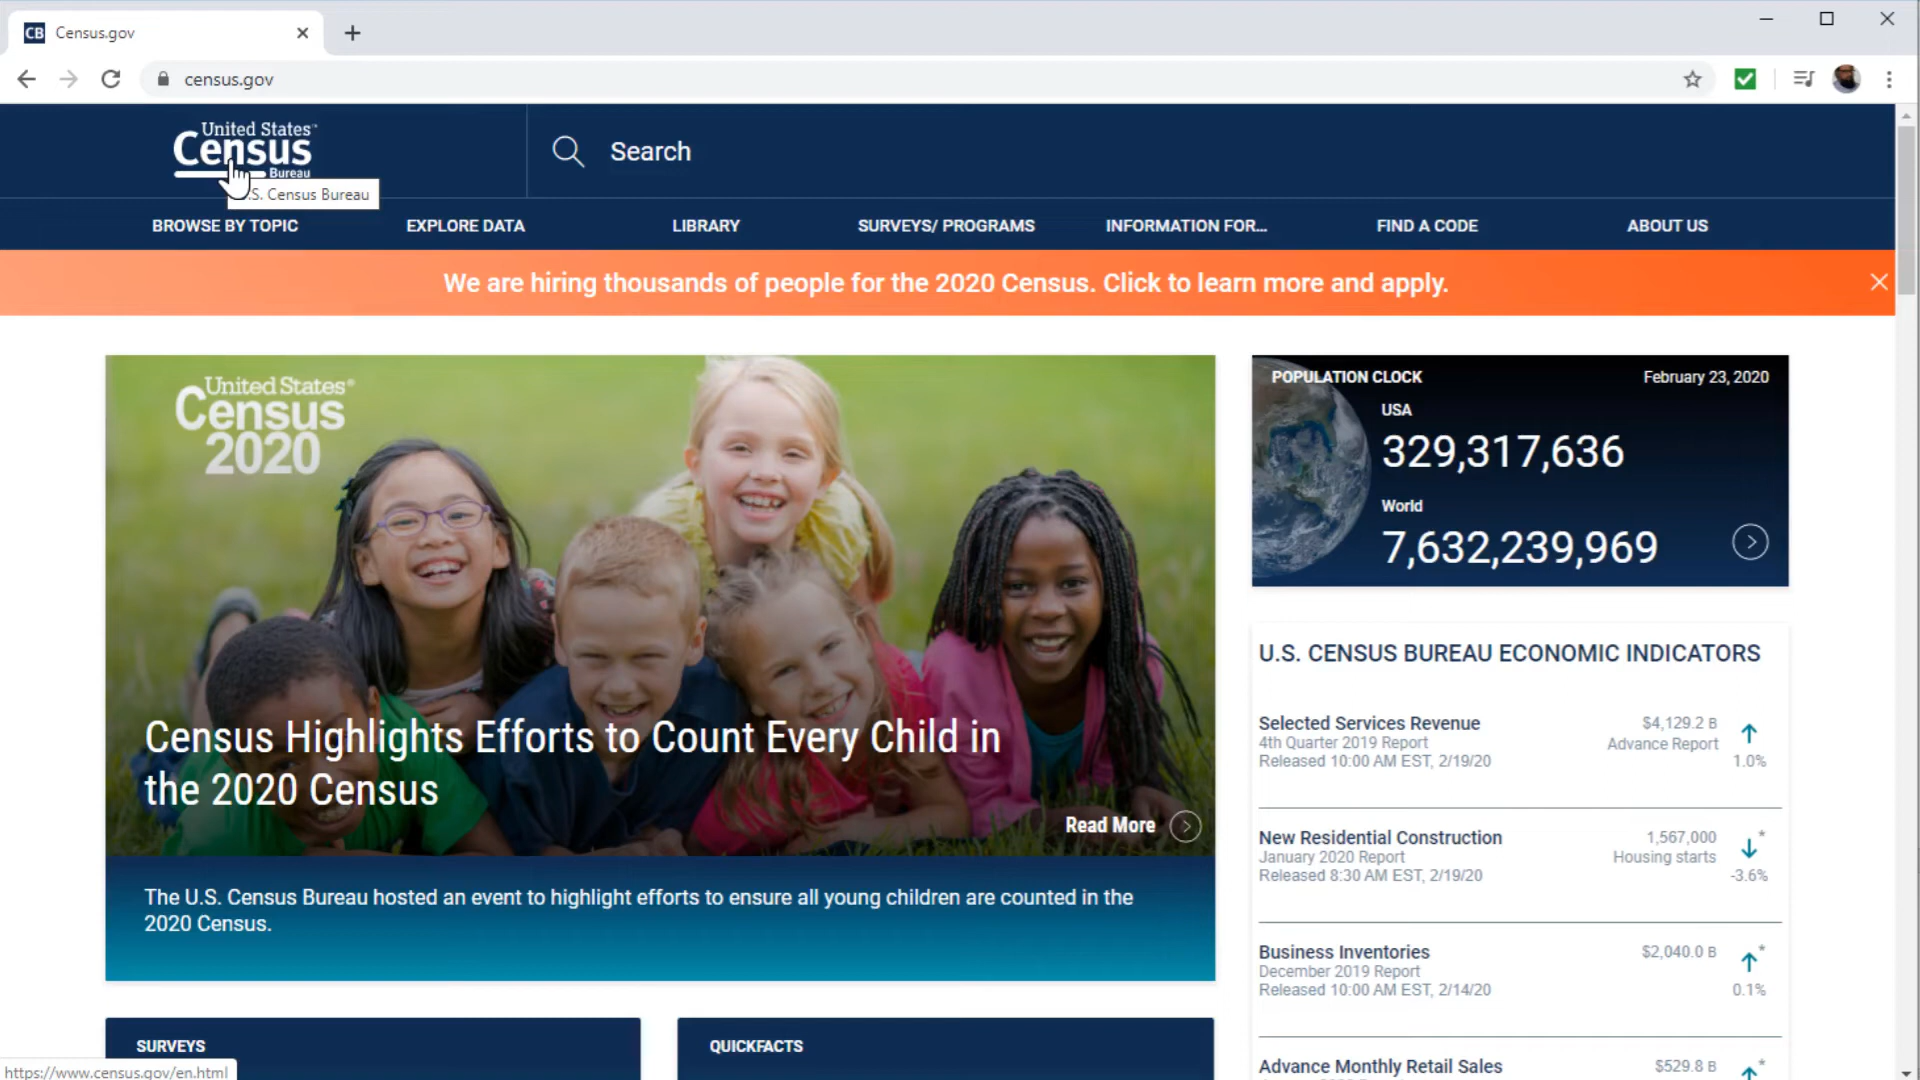 CB Census.gov
census.gov
United States™
Census
Bureau
Search
.S. Census Bureau
BROWSE BY TOPIC
EXPLORE DATA
LIBRARY
SURVEYS/ PROGRAMS
INFORMATION FOR...
FIND A CODE
ABOUT US
We are hiring thousands of people for the 2020 Census. Click to learn more and apply.
United States®
Census
2020
Census Highlights Efforts to Count Every Child in
the 2020 Census
Read More
The U.S. Census Bureau hosted an event to highlight efforts to ensure all young children are counted in the
2020 Census.
POPULATION CLOCK
February 23, 2020
USA
329,317,636
World
7,632,239,969
U.S. CENSUS BUREAU ECONOMIC INDICATORS
Selected Services Revenue
4th Quarter 2019 Report
Released 10:00 AM EST, 2/19/20
$4,129.2 B
Advance Report
1.0%
New Residential Construction
January 2020 Report
Released 8:30 AM EST, 2/19/20
1,567,000
Housing starts
*
-3.6%
Business Inventories
December 2019 Report
Released 10:00 AM EST, 2/14/20
$2,040.0 B
*
0.1%
Advance Monthly Retail Sales
$529.8 B
*
SURVEYS
QUICKFACTS
https://www.census.gov/en.html